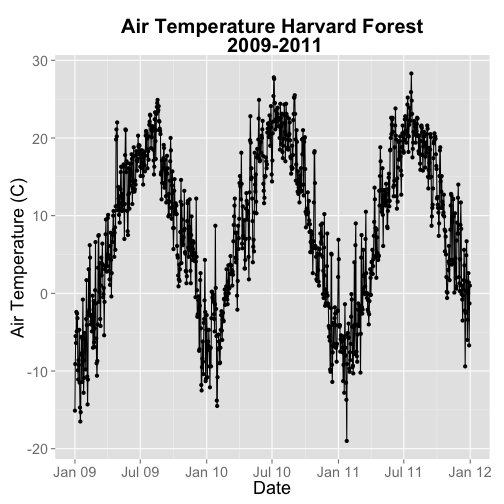 Air Temperature Harvard Forest
2009-2011
30
20
10
0
-10
-20
Air Temperature (C)
Jan 09 Jul 09 Jan 10 Jul 10 Jan 11 Jul 11 Jan 12
Date